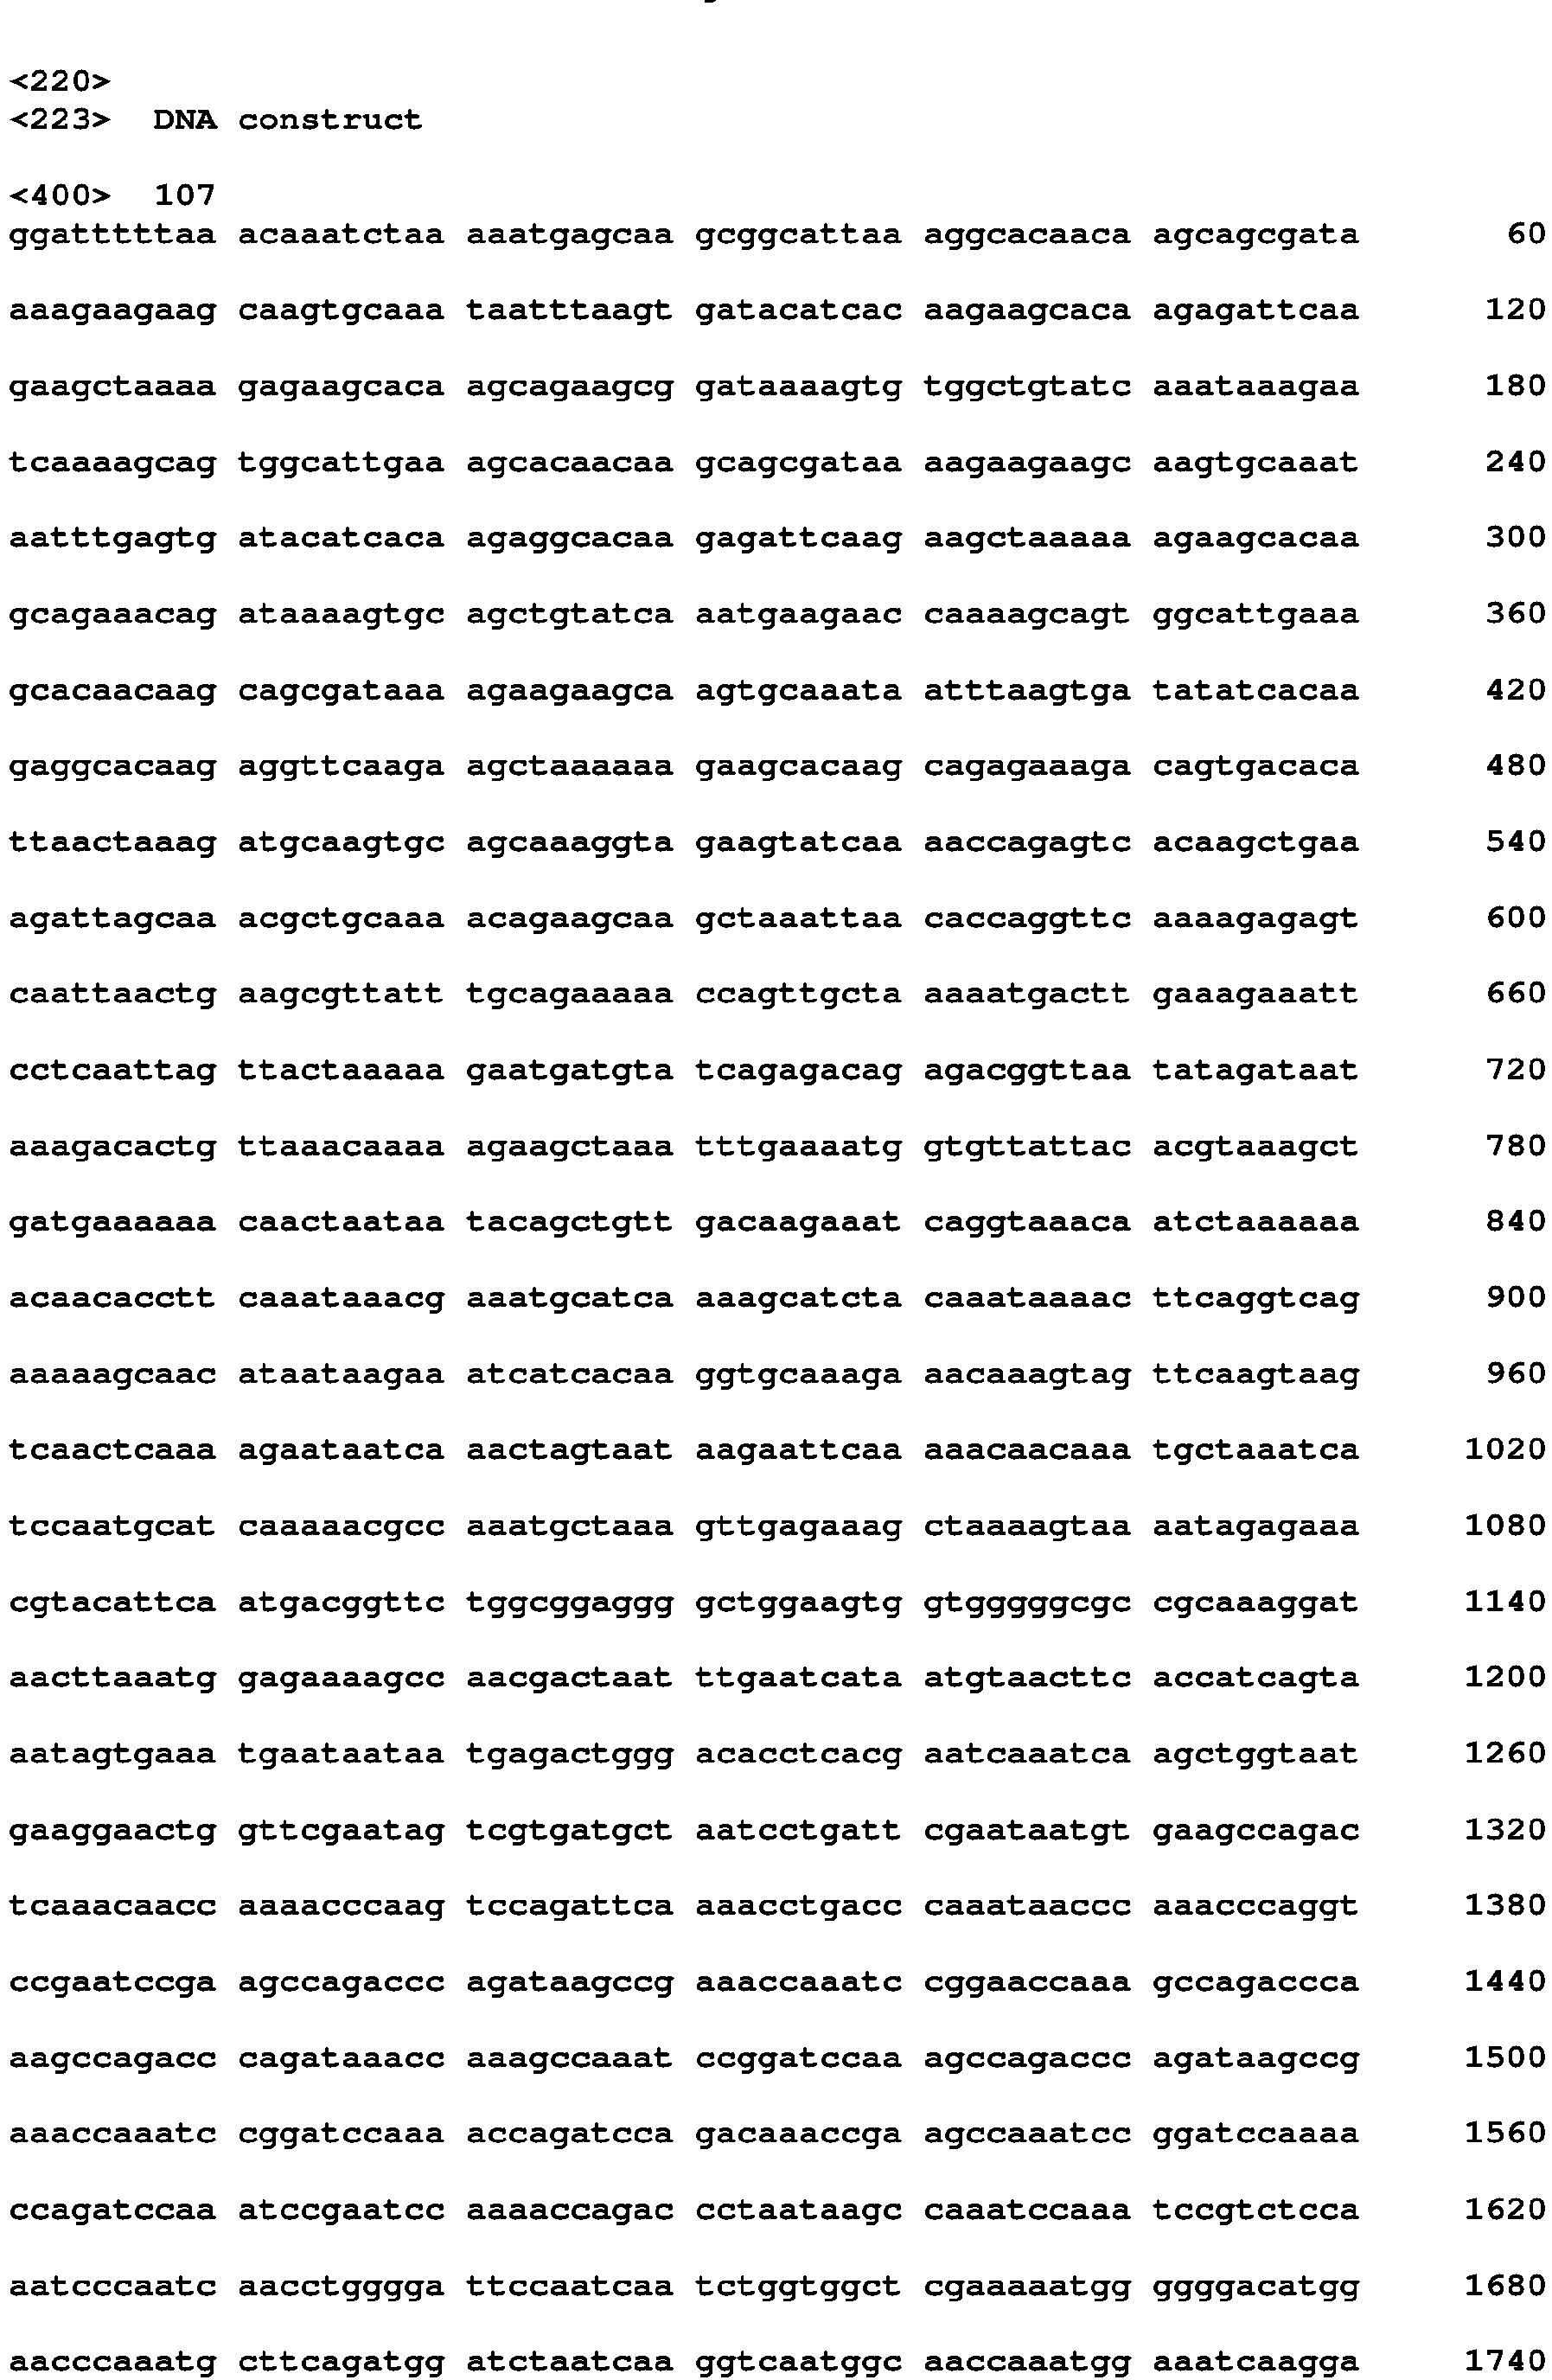 <220>
<223> DNA construct
<400> 107
ggatttttaa acaaatctaa aaatgagcaa gcggcattaa aggcacaaca agcagcgata 60
aaagaagaag caagtgcaaa taatttaagt gatacatcac aagaagcaca agagattcaa 120
gaagctaaaa gagaagcaca agcagaagcg gataaaagtg tggctgtatc aaataaagaa 180
tcaaaagcag tggcattgaa agcacaacaa gcagcgataa aagaagaagc aagtgcaaat 240
aatttgagtg atacatcaca agaggcacaa gagattcaag aagctaaaaa agaagcacaa 300
gcagaaacag ataaaagtgc agctgtatca aatgaagaac caaaagcagt ggcattgaaa 360
gcacaacaag cagcgataaa agaagaagca agtgcaaata atttaagtga tatatcacaa 420
gaggcacaag aggttcaaga agctaaaaaa gaagcacaag cagagaaaga cagtgacaca 480
ttaactaaag atgcaagtgc agcaaaggta gaagtatcaa aaccagagtc acaagctgaa 540
agattagcaa acgctgcaaa acagaagcaa gctaaattaa caccaggttc aaaagagagt 600
caattaactg aagcgttatt tgcagaaaaa ccagttgcta aaaatgactt gaaagaaatt 660
cctcaattag ttactaaaaa gaatgatgta tcagagacag agacggttaa tatagataat 720
aaagacactg ttaaacaaaa agaagctaaa tttgaaaatg gtgttattac acgtaaagct 780
gatgaaaaaa caactaataa tacagctgtt gacaagaaat caggtaaaca atctaaaaaa 840
acaacacctt caaataaacg aaatgcatca aaagcatcta caaataaaac ttcaggtcag 900
aaaaagcaac ataataagaa atcatcacaa ggtgcaaaga aacaaagtag ttcaagtaag 960
tcaactcaaa agaataatca aactagtaat aagaattcaa aaacaacaaa tgctaaatca 1020
tccaatgcat caaaaacgcc aaatgctaaa gttgagaaag ctaaaagtaa aatagagaaa 1080
cgtacattca atgacggttc tggcggaggg gctggaagtg gtgggggcgc cgcaaaggat 1140
aacttaaatg gagaaaagcc aacgactaat ttgaatcata atgtaacttc accatcagta 1200
aatagtgaaa tgaataataa tgagactggg acacctcacg aatcaaatca agctggtaat 1260
gaaggaactg gttcgaatag tcgtgatgct aatcctgatt cgaataatgt gaagccagac 1320
tcaaacaacc aaaacccaag tccagattca aaacctgacc caaataaccc aaacccaggt 1380
ccgaatccga agccagaccc agataagccg aaaccaaatc cggaaccaaa gccagaccca 1440
aagccagacc cagataaacc aaagccaaat ccggatccaa agccagaccc agataagccg 1500
aaaccaaatc cggatccaaa accagatcca gacaaaccga agccaaatcc ggatccaaaa 1560
ccagatccaa atccgaatcc aaaaccagac cctaataagc caaatccaaa tccgtctcca 1620
aatcccaatc aacctgggga ttccaatcaa tctggtggct cgaaaaatgg ggggacatgg 1680
aacccaaatg cttcagatgg atctaatcaa ggtcaatggc aaccaaatgg aaatcaagga 1740